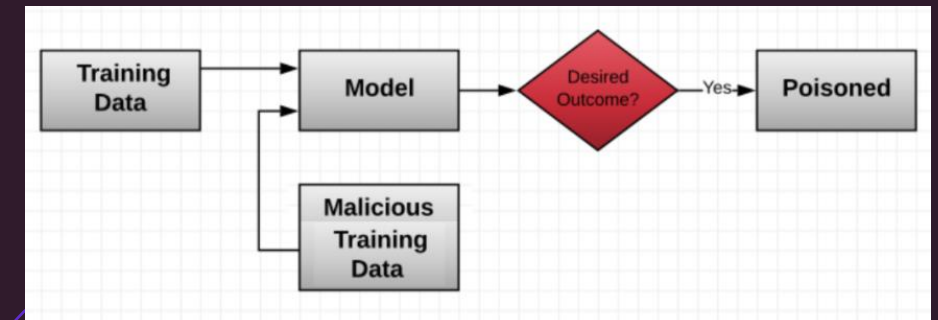 Training
Data
Model
Desired
Outcome?
Yes
Poisoned
Malicious
Training
Data